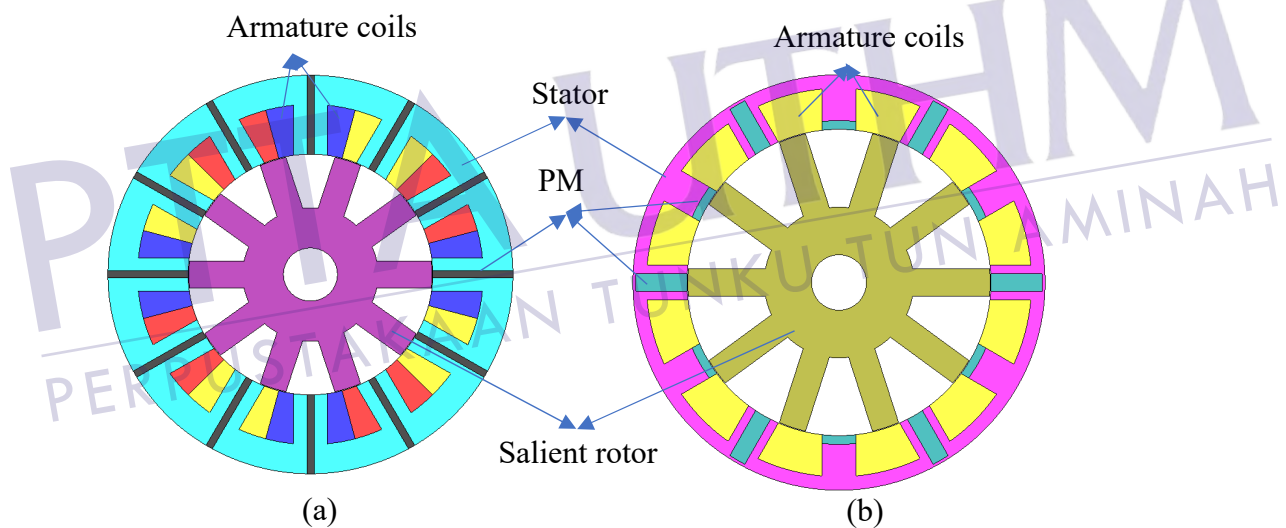 Armature coils
Armature coils
Stator
PM
Salient rotor
(a)
(b)
PTTA UTHM
PERPUSTAKAAN TUNKU TUN AMINAH